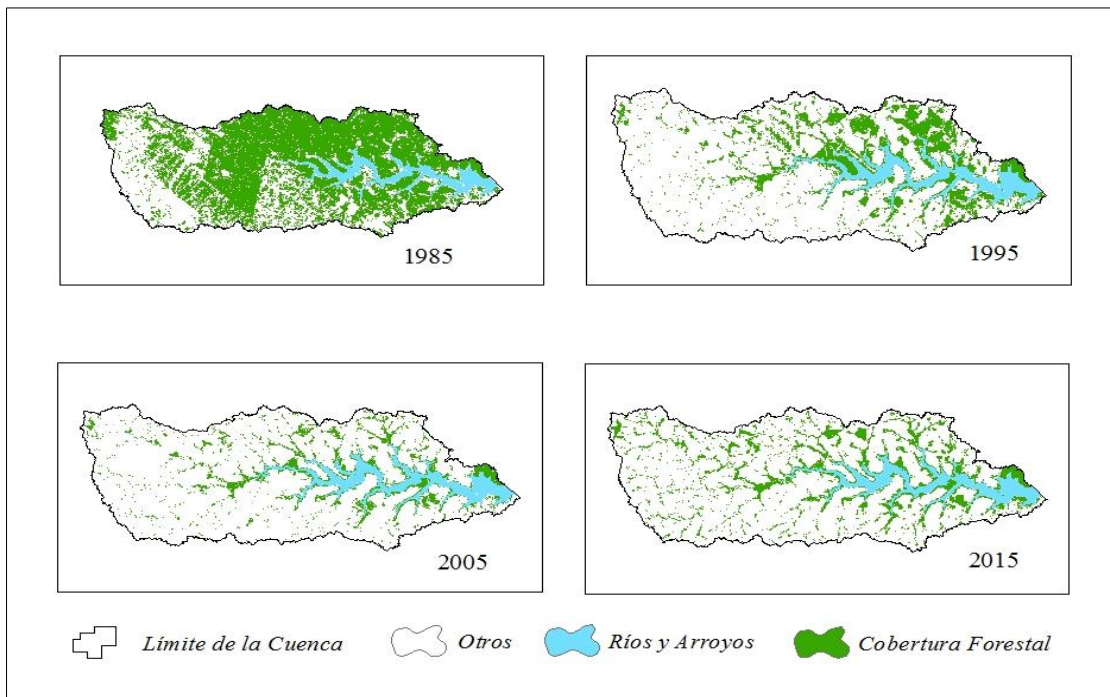 1985
1995
2005
2015
Límite de la Cuenca
Otros
Ríos y Arroyos
Cobertura Forestal